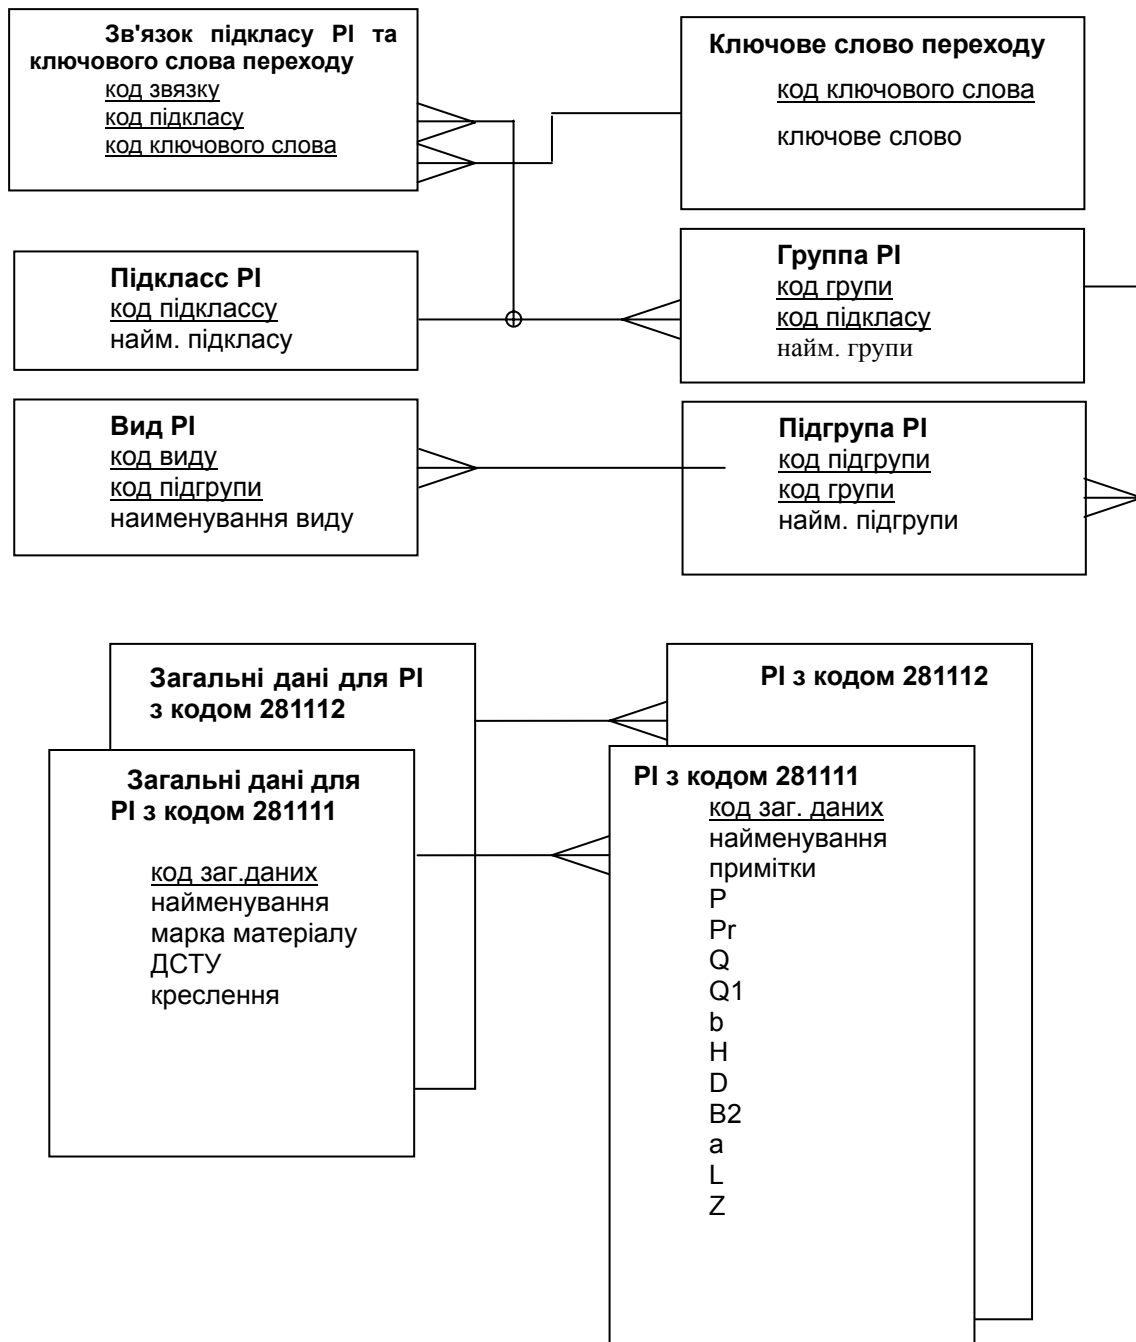 Зв'язок підкласу РІ та
ключового слова переходу
код звязку
код підкласу
код ключового слова
Ключове слово переходу
код ключового слова
ключове слово
Підкласс РІ
код підклассу
найм. підкласу
Группа РІ
код групи
код підкласу
найм. групи
Вид РІ
код виду
код підгрупи
наименування виду
Підгрупа РІ
код підгрупи
код групи
найм. підгрупи
Загальні дані для РІ
з кодом 281112
РІ з кодом 281112
Загальні дані для
РІ з кодом 281111
код заг.даних
найменування
марка матеріалу
ДСТУ
креслення
РІ з кодом 281111
код заг. даних
найменування
примітки
P
Pr
Q
Q1
b
H
D
B2
a
L
Z